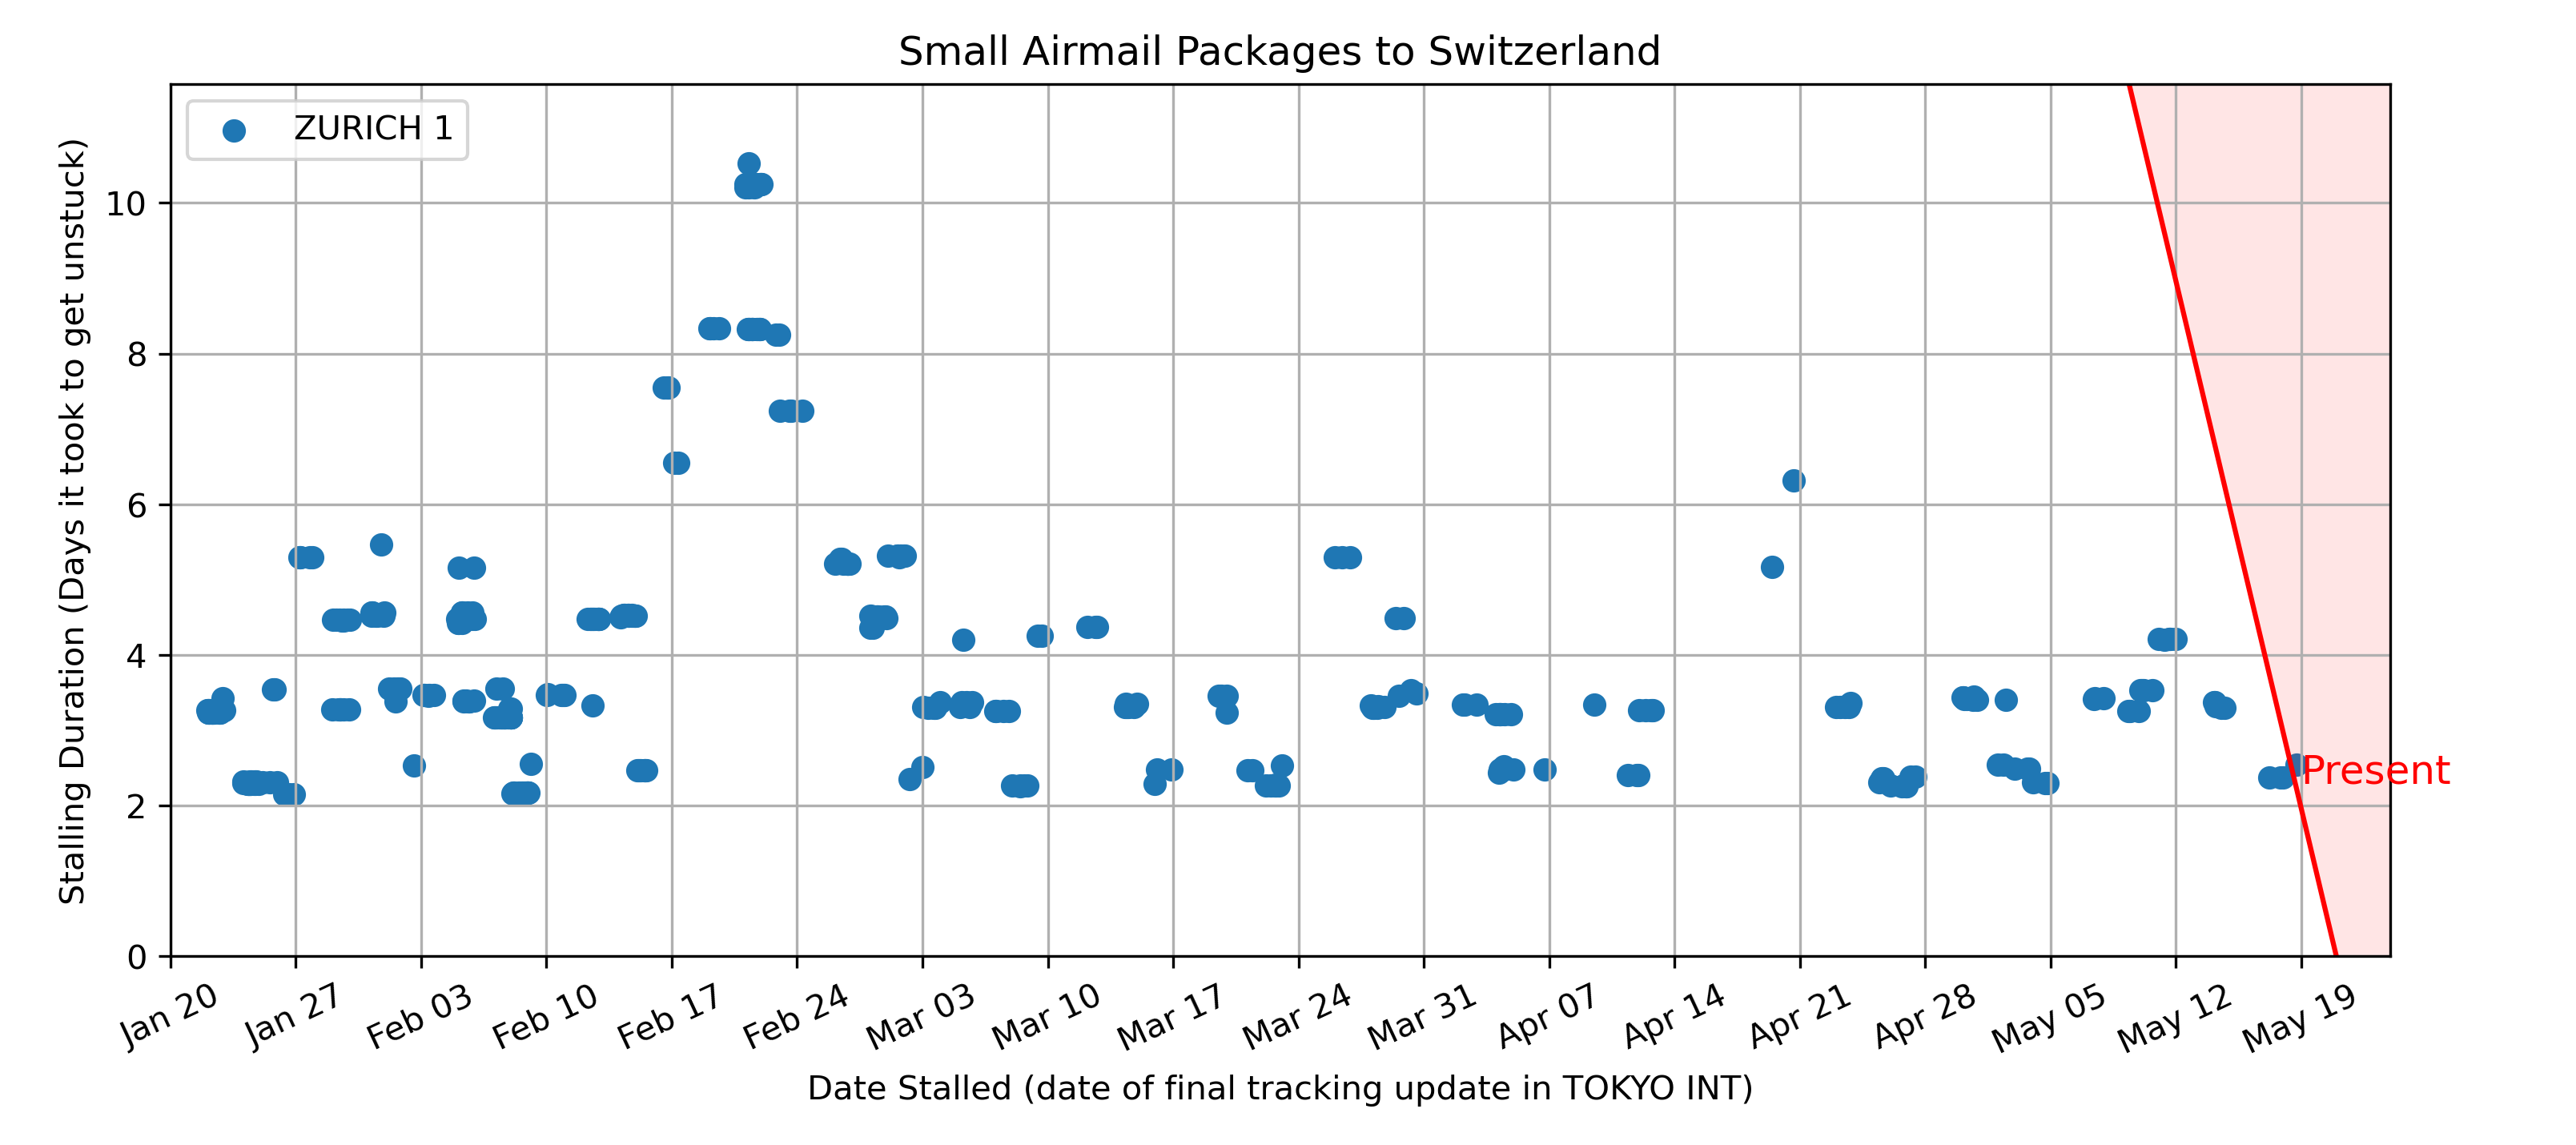 Small Airmail Packages to Switzerland
ZURICH 1
Stalling Duration (Days it took to get unstuck)
10
8
6
4
2
0
Present
Jan 20
Jan 27
Feb 03
Feb 10
Feb 17
Feb 24
Mar 03
Mar 10
Mar 17
Mar 24
Mar 31
Apr 07
Apr 14
Apr 21
Apr 28
May 05
May 12
May 19
Date Stalled (date of final tracking update in TOKYO INT)